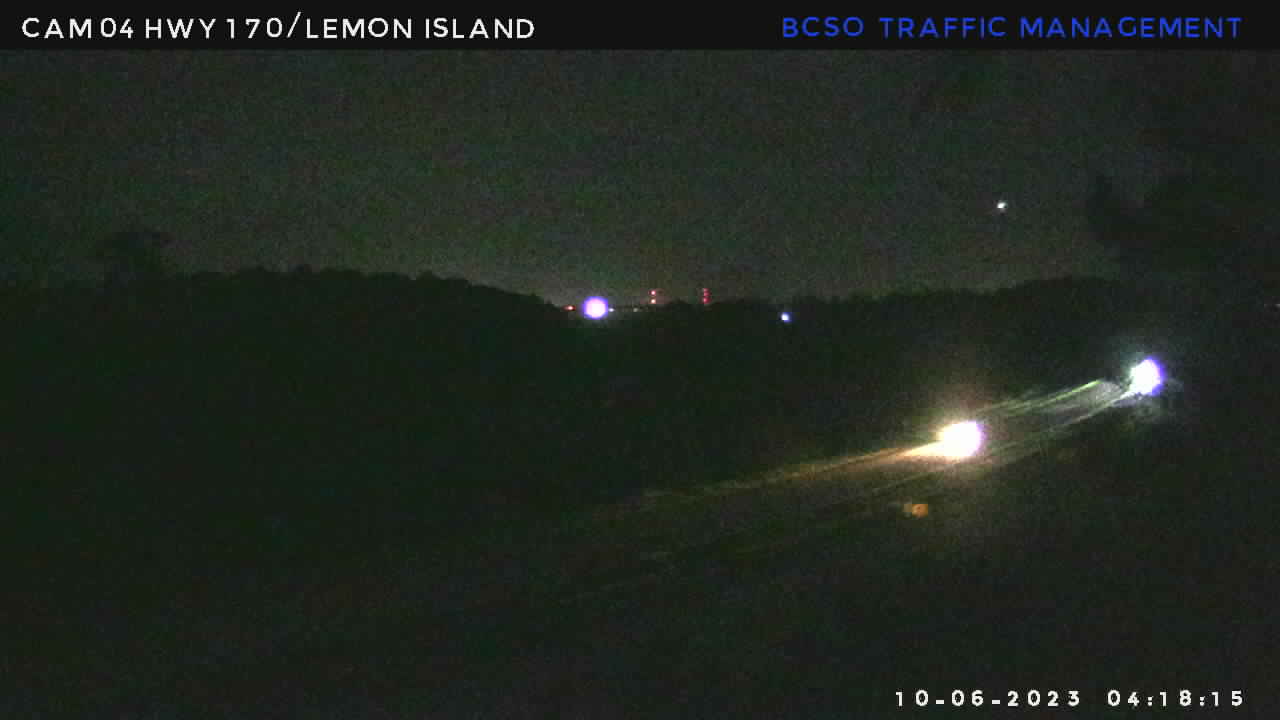 CAM04 HWY 170/LEMON ISLAND
BCSO TRAFFIC MANAGEMENT
10-06-2023 04:18:15